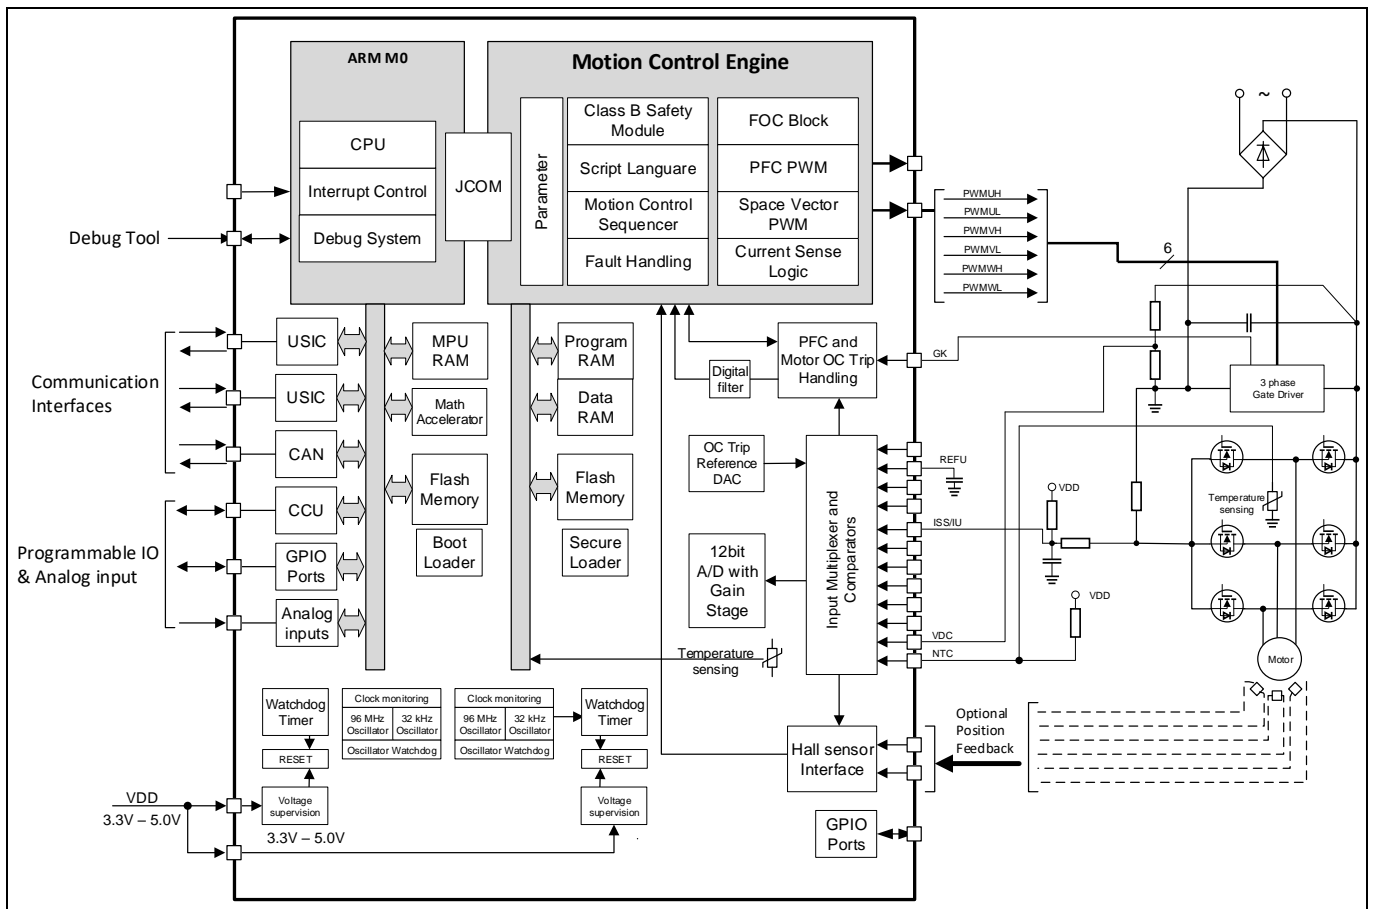 ARM M0
Motion Control Engine
CPU
Interrupt Control
Debug System
JCOM
Parameter
Class B Safety
Module
Script Languare
Motion Control
Sequencer
Fault Handling
FOC Block
PFC PWM
Space Vector
PWM
Current Sense
Logic
~
PWMUH
PWMUL
PWMVH
PWMVL
PWMWH
PWMWL
6
Debug Tool
Communication
Interfaces
Programmable IO
& Analog input
USIC
USIC
CAN
CCU
GPIO
Ports
Analog
inputs
MPU
RAM
Math
Accelerator
Flash
Memory
Boot
Loader
Program
RAM
Data
RAM
Flash
Memory
Secure
Loader
Digital
filter
PFC and
Motor OC Trip
Handling
GK
OC Trip
Reference
DAC
12bit
A/D with
Gain
Stage
Input Multiplexer and
Comparators
REFU
ISS/IU
VDC
NTC
VDD
VDD
3 phase
Gate Driver
Temperature
sensing
Motor
Temperature
sensing
Watchdog
Timer
RESET
Voltage
supervision
Clock monitoring
96 MHz
Oscillator
32 kHz
Oscillator
Oscillator Watchdog
Clock monitoring
96 MHz
Oscillator
32 kHz
Oscillator
Oscillator Watchdog
Watchdog
Timer
RESET
Voltage
supervision
Hall sensor
Interface
Optional
Position
Feedback
GPIO
Ports
VDD
3.3V – 5.0V
3.3V – 5.0V